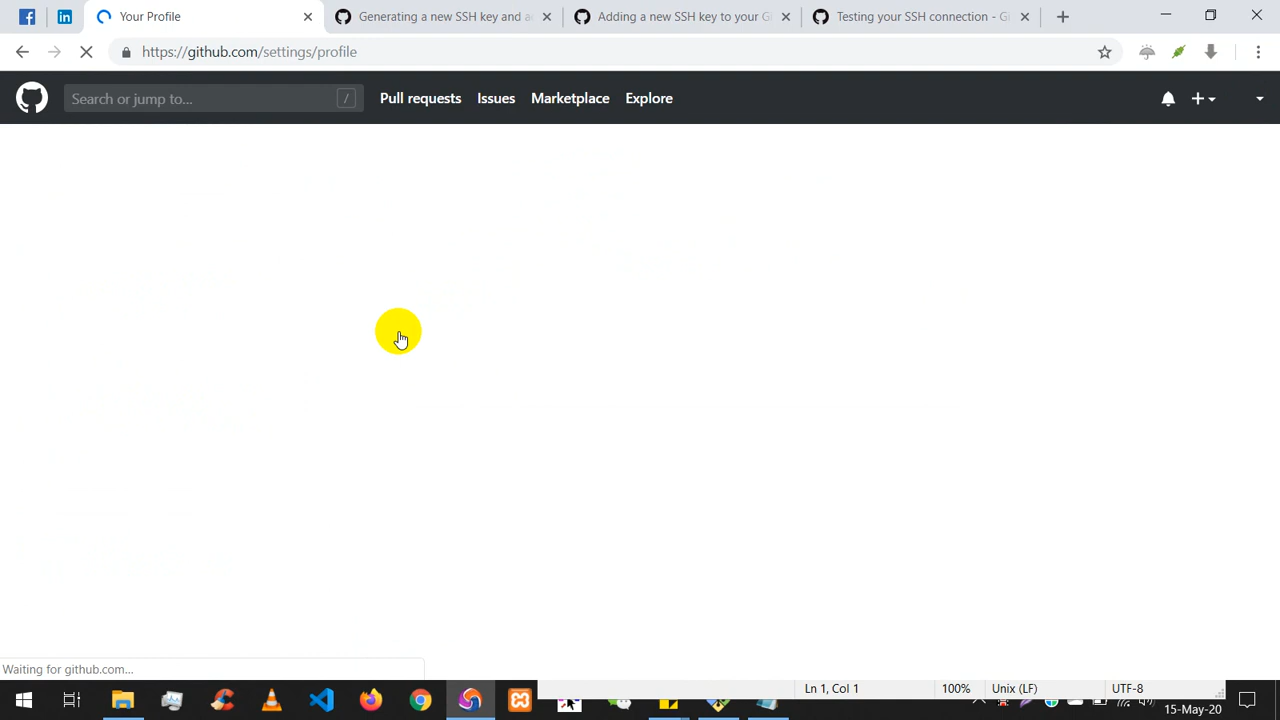 Your Profile
Generating a new SSH key and a
Adding a new SSH key to your Gi
Testing your SSH connection - Gi
https://github.com/settings/profile
Search or jump to...
/
Pull requests
Issues
Marketplace
Explore
Waiting for github.com...
Ln 1, Col 1
100%
Unix (LF)
UTF-8
15-May-20